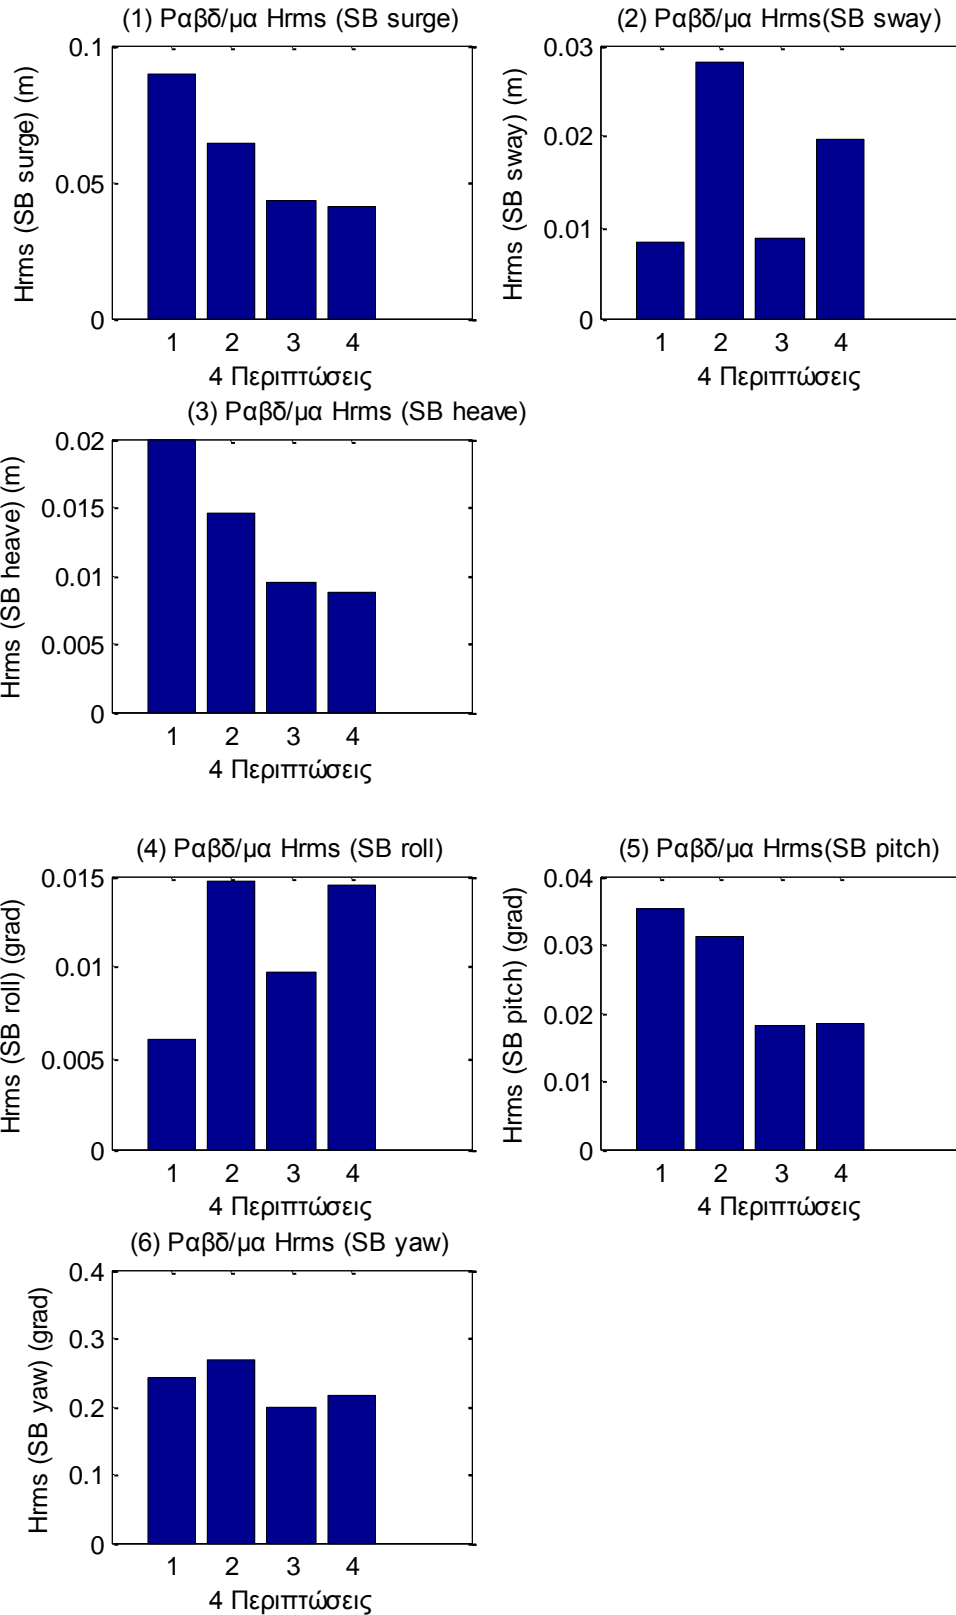 (1) Ραβδ/μα Hrms (SB surge)
Hrms (SB surge) (m)
0.1
0.05
0
1 2 3 4
4 Περιπτώσεις
(2) Ραβδ/μα Hrms(SB sway)
Hrms (SB sway) (m)
0.03
0.02
0.01
0
1 2 3 4
4 Περιπτώσεις
(3) Ραβδ/μα Hrms (SB heave)
Hrms (SB heave) (m)
0.02
0.015
0.01
0.005
0
1 2 3 4
4 Περιπτώσεις
(4) Ραβδ/μα Hrms (SB roll)
Hrms (SB roll) (grad)
0.015
0.01
0.005
0
1 2 3 4
4 Περιπτώσεις
(5) Ραβδ/μα Hrms(SB pitch)
Hrms (SB pitch) (grad)
0.04
0.03
0.02
0.01
0
1 2 3 4
4 Περιπτώσεις
(6) Ραβδ/μα Hrms (SB yaw)
Hrms (SB yaw) (grad)
0.4
0.3
0.2
0.1
0
1 2 3 4
4 Περιπτώσεις